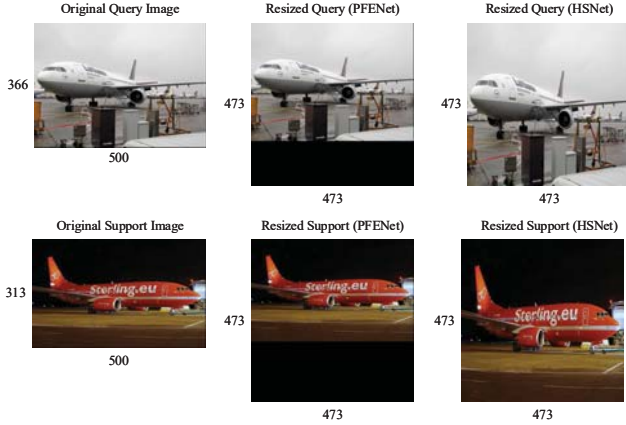 Original Query Image
Resized Query (PFENet)
Resized Query (HSNet)
366
473
473
500
473
473
Original Support Image
Resized Support (PFENet)
Resized Support (HSNet)
313
Sterling.eu
473
Sterling.eu
473
Sterling.eu
500
473
473